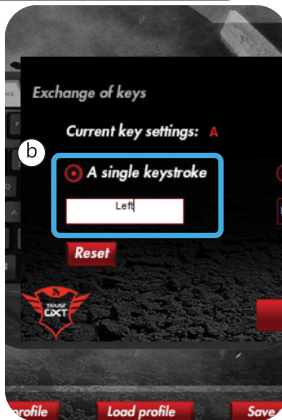 Exchange of keys
Current key settings: A
b
A single keystroke
Left
Reset
TRUST
GXT
profile
Load profile
Save